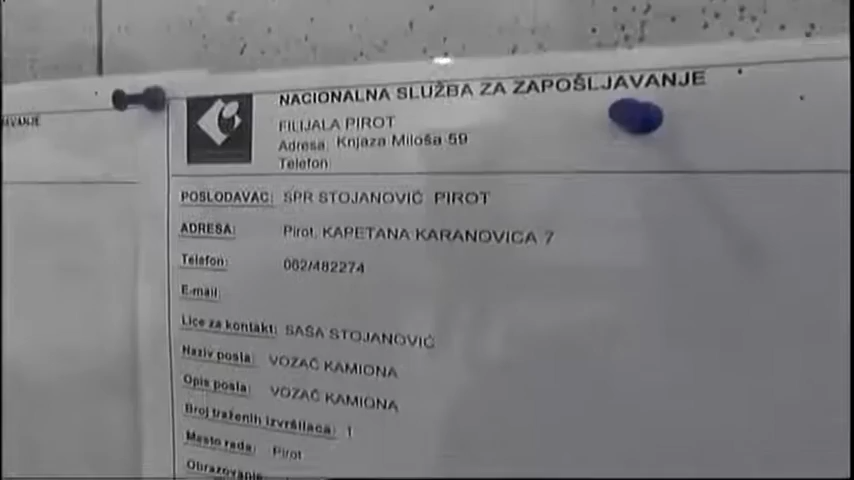 AVANJE
NACIONALNA SLUŽBA ZA ZAPOŠLJAVANJE
FILIJALA PIROT
Adresa: Knjaza Miloša 59
Telefon:
POSLODAVAC: SPR STOJANOVIĆ PIROT
ADRESA: Pirot, KAPETANA KARANOVICA 7
Telefon: 062/482274
E-mail:
Lice za kontakt: SAŠA STOJANOVIĆ
Naziv posla: VOZAČ KAMIONA
Opis posla: VOZAČ KAMIONA
Broj traženih izvršilaca: 1
Mesto rada: Pirot
Obrazovanje